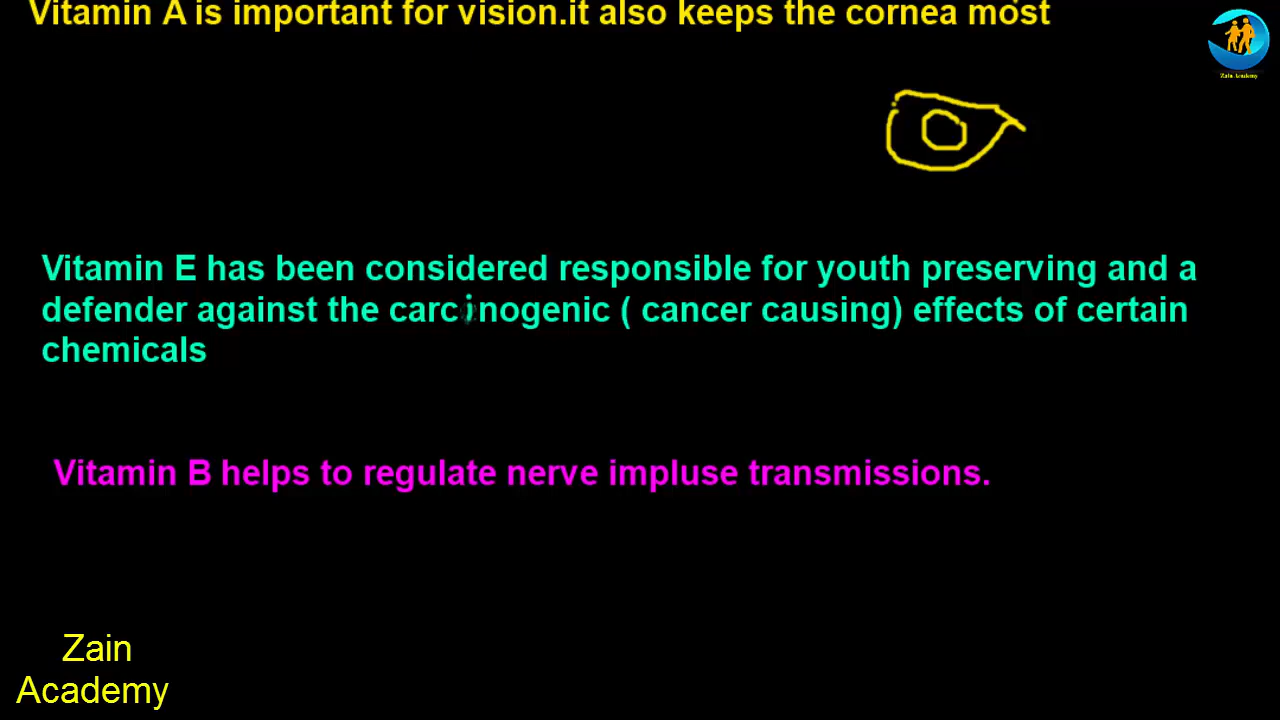 Vitamin A is important for vision.it also keeps the cornea most
Zain Academy
Vitamin E has been considered responsible for youth preserving and a
defender against the carcinogenic ( cancer causing) effects of certain
chemicals
Vitamin B helps to regulate nerve impluse transmissions.
Zain
Academy